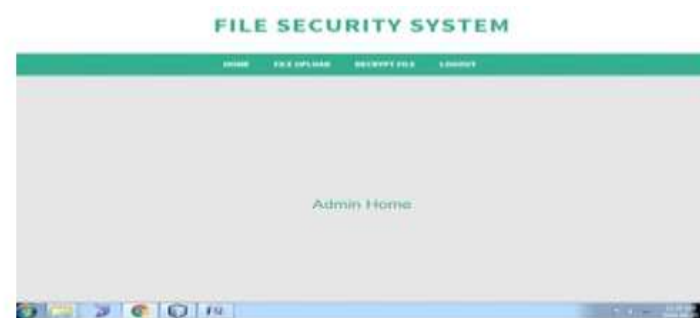 FILE SECURITY SYSTEM
HOME FILE UPLOAD DECRYPT FILE LOGOUT
Admin Home